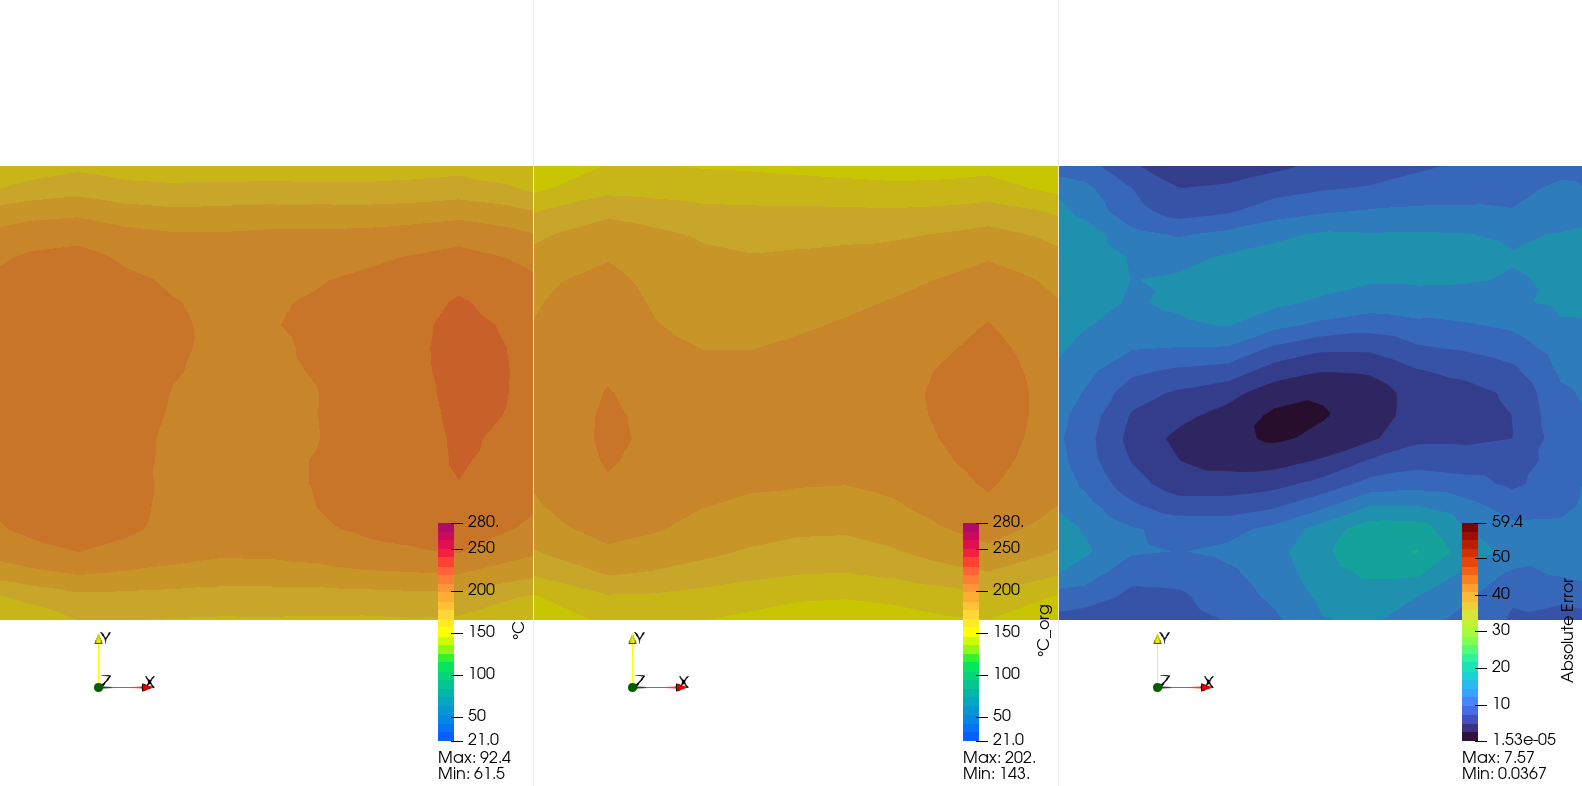 280.
250
200
150
100
50
21.0
°C
Max: 92.4
Min: 61.5
Y
Z
X
280.
250
200
150
100
50
21.0
°C_org
Max: 202.
Min: 143.
Y
Z
X
59.4
50
40
30
20
10
1.53e-05
Absolute Error
Max: 7.57
Min: 0.0367
Y
Z
X